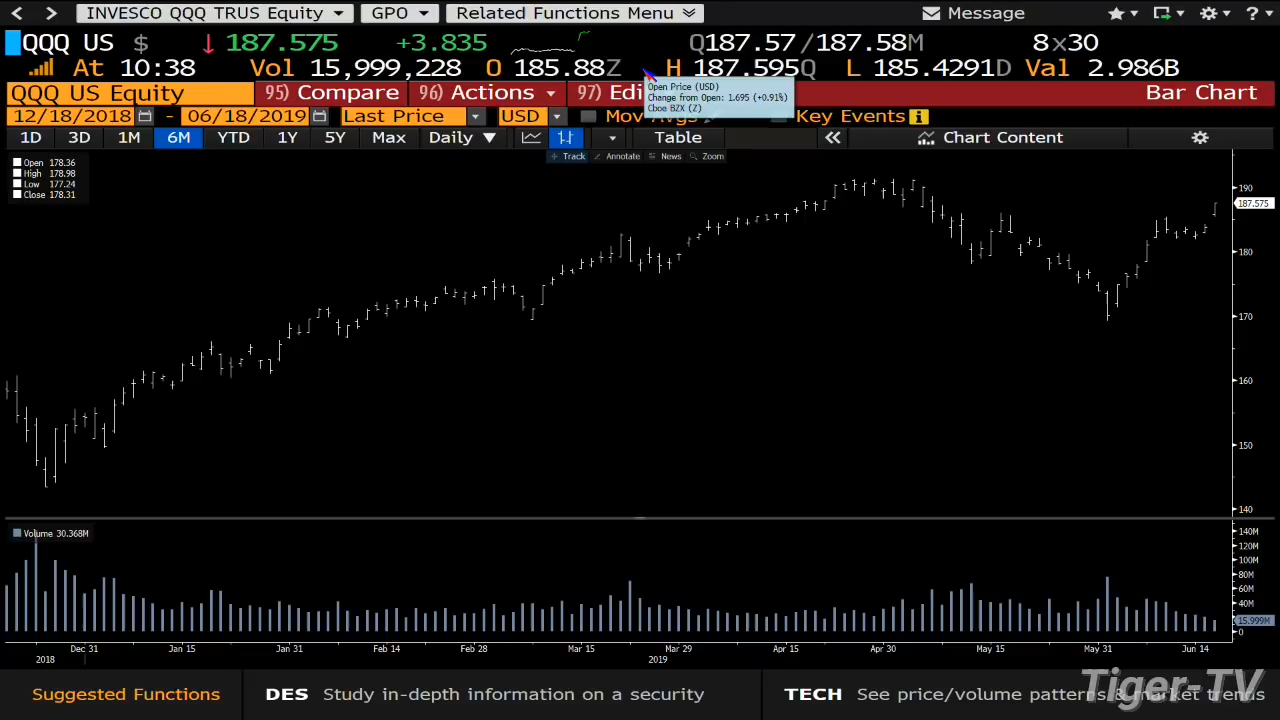 INVESCO QQQ TRUS Equity GPO Related Functions Menu Message ?
QQQ US $ 187.575 +3.835 Q187.57/187.58M 8x30
At 10:38 Vol 15,999,228 O 185.88Z H 187.595Q L 185.4291D Val 2.986B
Open Price (USD)
Change from Open: 1.695 (+0.91%)
Cboe BZX (Z)
QQQ US Equity 95) Compare 96) Actions 97) Edi Bar Chart
12/18/2018 - 06/18/2019 Last Price USD Mov Avgs Key Events
1D 3D 1M 6M YTD 1Y 5Y Max Daily Table Chart Content
Track Annotate News Zoom
Open 178.36
High 178.98
Low 177.24
Close 178.31
190
187.575
180
170
160
150
140
Volume 30.368M
140M
120M
100M
80M
60M
40M
15.999M
0
Dec 31 Jan 15 Jan 31 Feb 14 Feb 28 Mar 15 Mar 29 Apr 15 Apr 30 May 15 May 31 Jun 14
2018 2019
Suggested Functions DES Study in-depth information on a security TECH See price/volume patterns & market trends
Tiger-TV